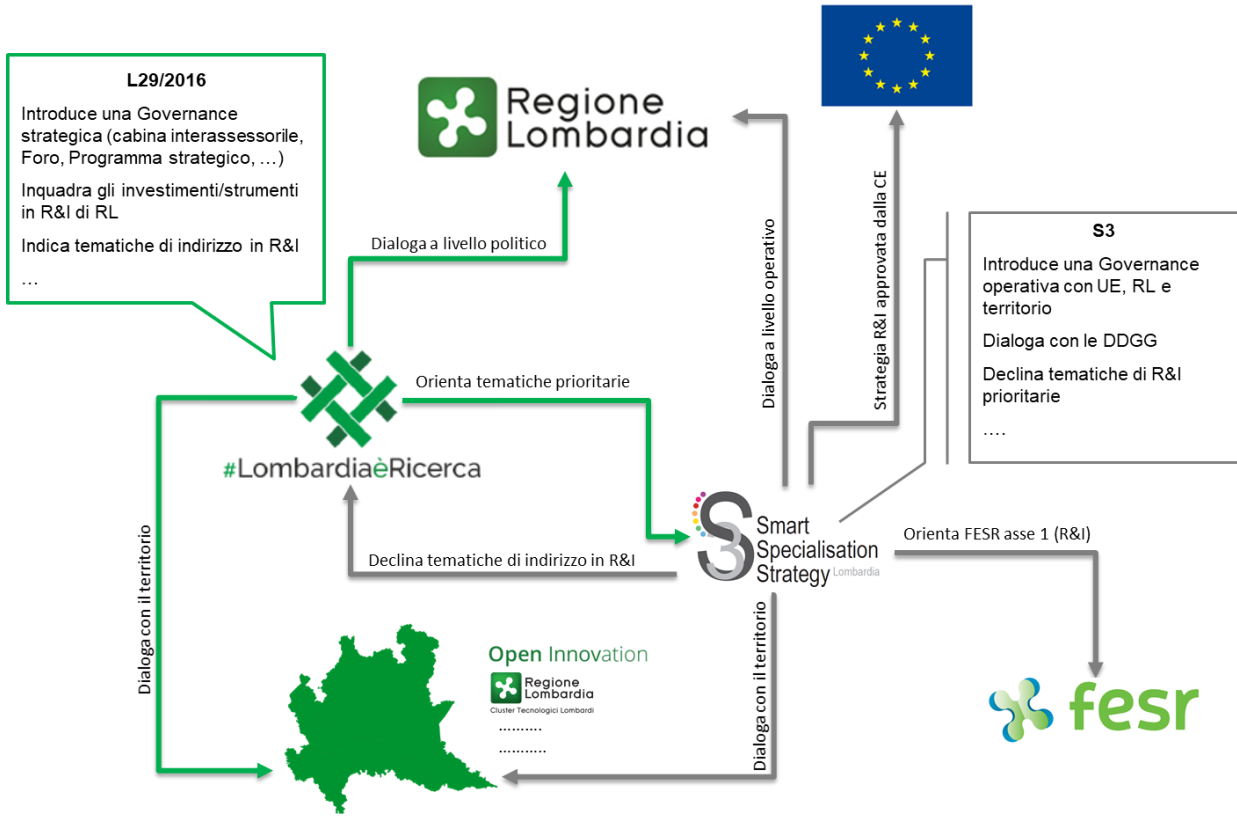 L29/2016
Introduce una Governance
strategica (cabina interassessorile,
Foro, Programma strategico, …)
Inquadra gli investimenti/strumenti
in R&I di RL
Indica tematiche di indirizzo in R&I
…
Regione
Lombardia
Dialoga a livello politico
Dialoga a livello operativo
Strategia R&I approvata dalla CE
S3
Introduce una Governance
operativa con UE, RL e
territorio
Dialoga con le DDGG
Declina tematiche di R&I
prioritarie
….
Orienta tematiche prioritarie
#LombardiaèRicerca
S3
Smart
Specialisation
Strategy Lombardia
Orienta FESR asse 1 (R&I)
Declina tematiche di indirizzo in R&I
Dialoga con il territorio
Dialoga con il territorio
Open Innovation
Regione
Lombardia
Cluster Tecnologici Lombardi
..........
...........
fesr